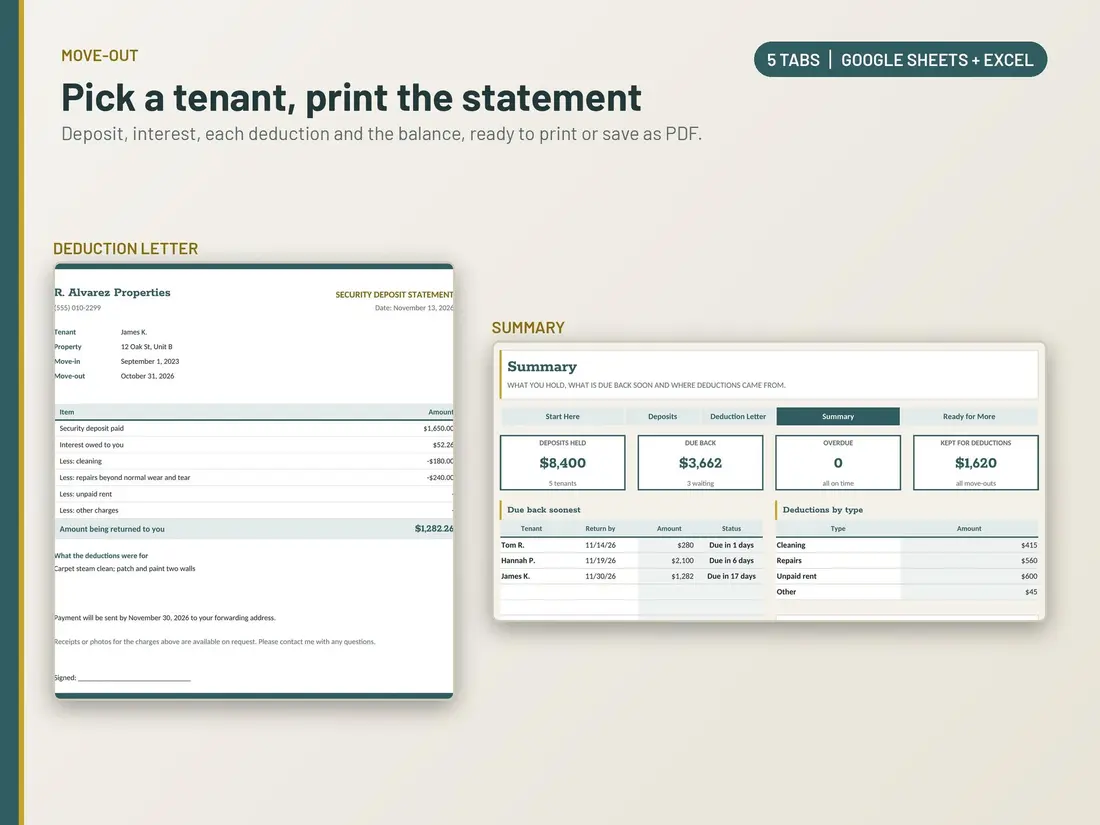 MOVE-OUT
5 TABS | GOOGLE SHEETS + EXCEL
Pick a tenant, print the statement
Deposit, interest, each deduction and the balance, ready to print or save as PDF.
DEDUCTION LETTER
R. Alvarez Properties
SECURITY DEPOSIT STATEMENT
(555) 010-2299
Date: November 13, 2026
Tenant James K.
Property 12 Oak St, Unit B
Move-in September 1, 2023
Move-out October 31, 2026
Item Amount
Security deposit paid $1,650.00
Interest owed to you $52.26
Less: cleaning -$180.00
Less: repairs beyond normal wear and tear -$240.00
Less: unpaid rent -
Less: other charges -
Amount being returned to you $1,282.26
What the deductions were for
Carpet steam clean; patch and paint two walls
Payment will be sent by November 30, 2026 to your forwarding address.
Receipts or photos for the charges above are available on request. Please contact me with any questions.
Signed: ____________________
SUMMARY
Summary
WHAT YOU HOLD, WHAT IS DUE BACK SOON AND WHERE DEDUCTIONS CAME FROM.
Start Here Deposits Deduction Letter Summary Ready for More
DEPOSITS HELD DUE BACK OVERDUE KEPT FOR DEDUCTIONS
$8,400 $3,662 0 $1,620
5 tenants 3 waiting all on time all move-outs
Due back soonest Deductions by type
Tenant Return by Amount Status Type Amount
Tom R. 11/14/26 $280 Due in 1 days Cleaning $415
Hannah P. 11/19/26 $2,100 Due in 6 days Repairs $560
James K. 11/30/26 $1,282 Due in 17 days Unpaid rent $600
Other $45